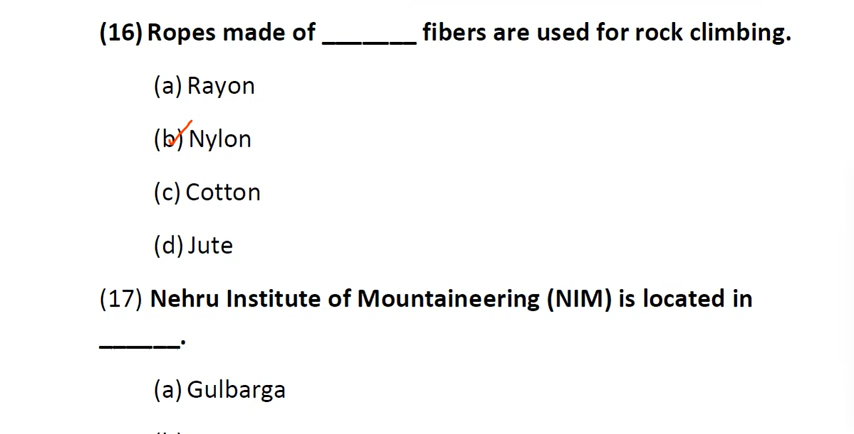 (16) Ropes made of _______ fibers are used for rock climbing.
(a) Rayon
(b) Nylon
(c) Cotton
(d) Jute
(17) Nehru Institute of Mountaineering (NIM) is located in
______.
(a) Gulbarga